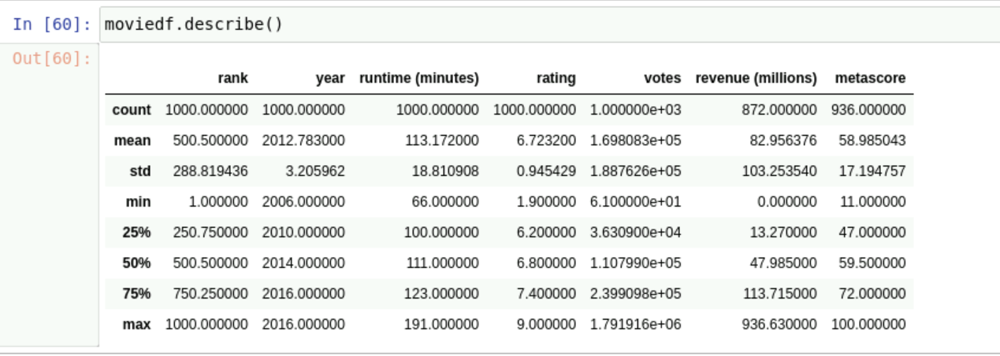 In [60]: moviedf.describe()
Out[60]:
rank year runtime (minutes) rating votes revenue (millions) metascore
count 1000.000000 1000.000000 1000.000000 1000.000000 1.000000e+03 872.000000 936.000000
mean 500.500000 2012.783000 113.172000 6.723200 1.698083e+05 82.956376 58.985043
std 288.819436 3.205962 18.810908 0.945429 1.887626e+05 103.253540 17.194757
min 1.000000 2006.000000 66.000000 1.900000 6.100000e+01 0.000000 11.000000
25% 250.750000 2010.000000 100.000000 6.200000 3.630900e+04 13.270000 47.000000
50% 500.500000 2014.000000 111.000000 6.800000 1.107990e+05 47.985000 59.500000
75% 750.250000 2016.000000 123.000000 7.400000 2.399098e+05 113.715000 72.000000
max 1000.000000 2016.000000 191.000000 9.000000 1.791916e+06 936.630000 100.000000